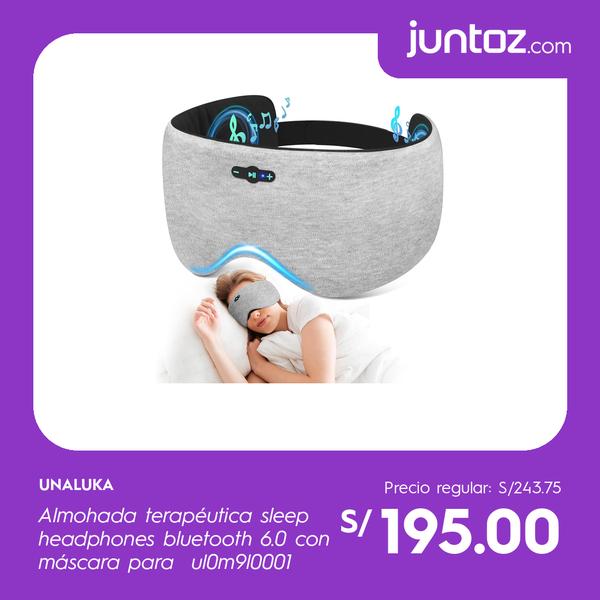 juntoz.com
UNALUKA
Almohada terapéutica sleep
headphones bluetooth 6.0 con
máscara para ul0m9l0001
Precio regular: S/243.75
S/195.00